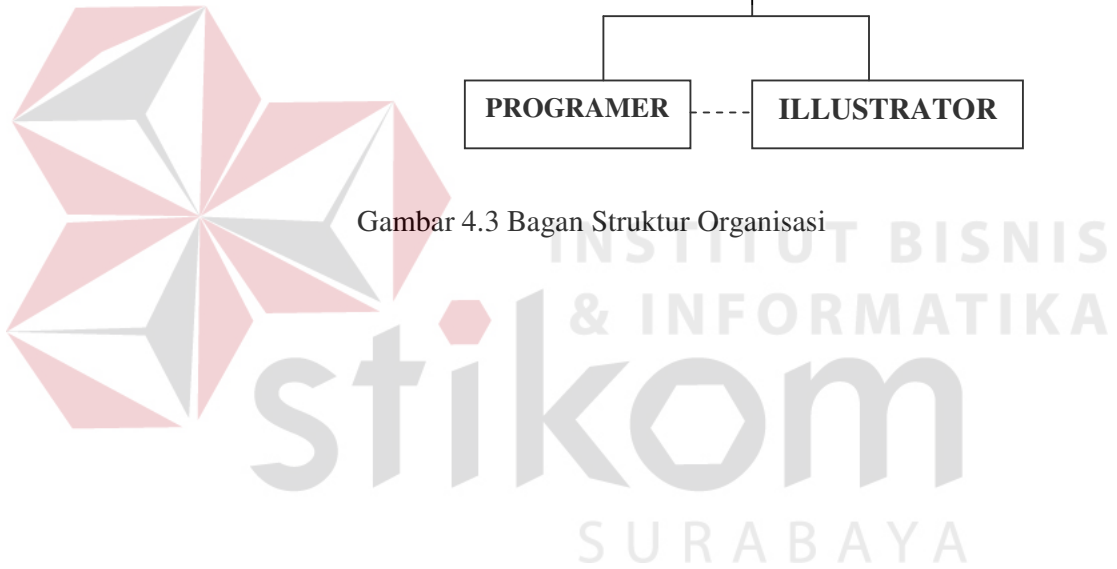 PROGRAMER
ILLUSTRATOR
Gambar 4.3 Bagan Struktur Organisasi
INSTITUT BISNIS
& INFORMATIKA
stikom
SURABAYA